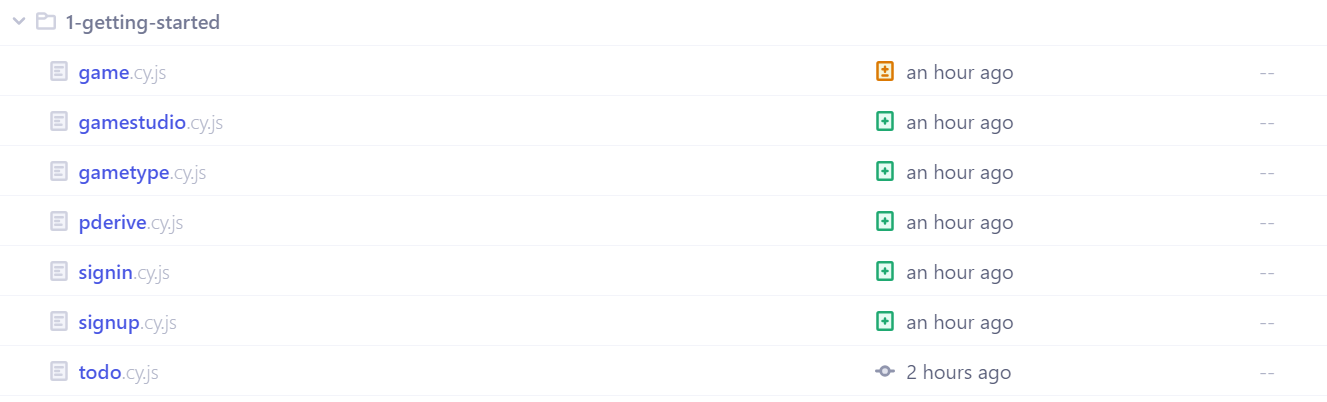 1-getting-started
game.cy.js an hour ago --
gamestudio.cy.js an hour ago --
gametype.cy.js an hour ago --
pderive.cy.js an hour ago --
signin.cy.js an hour ago --
signup.cy.js an hour ago --
todo.cy.js 2 hours ago --